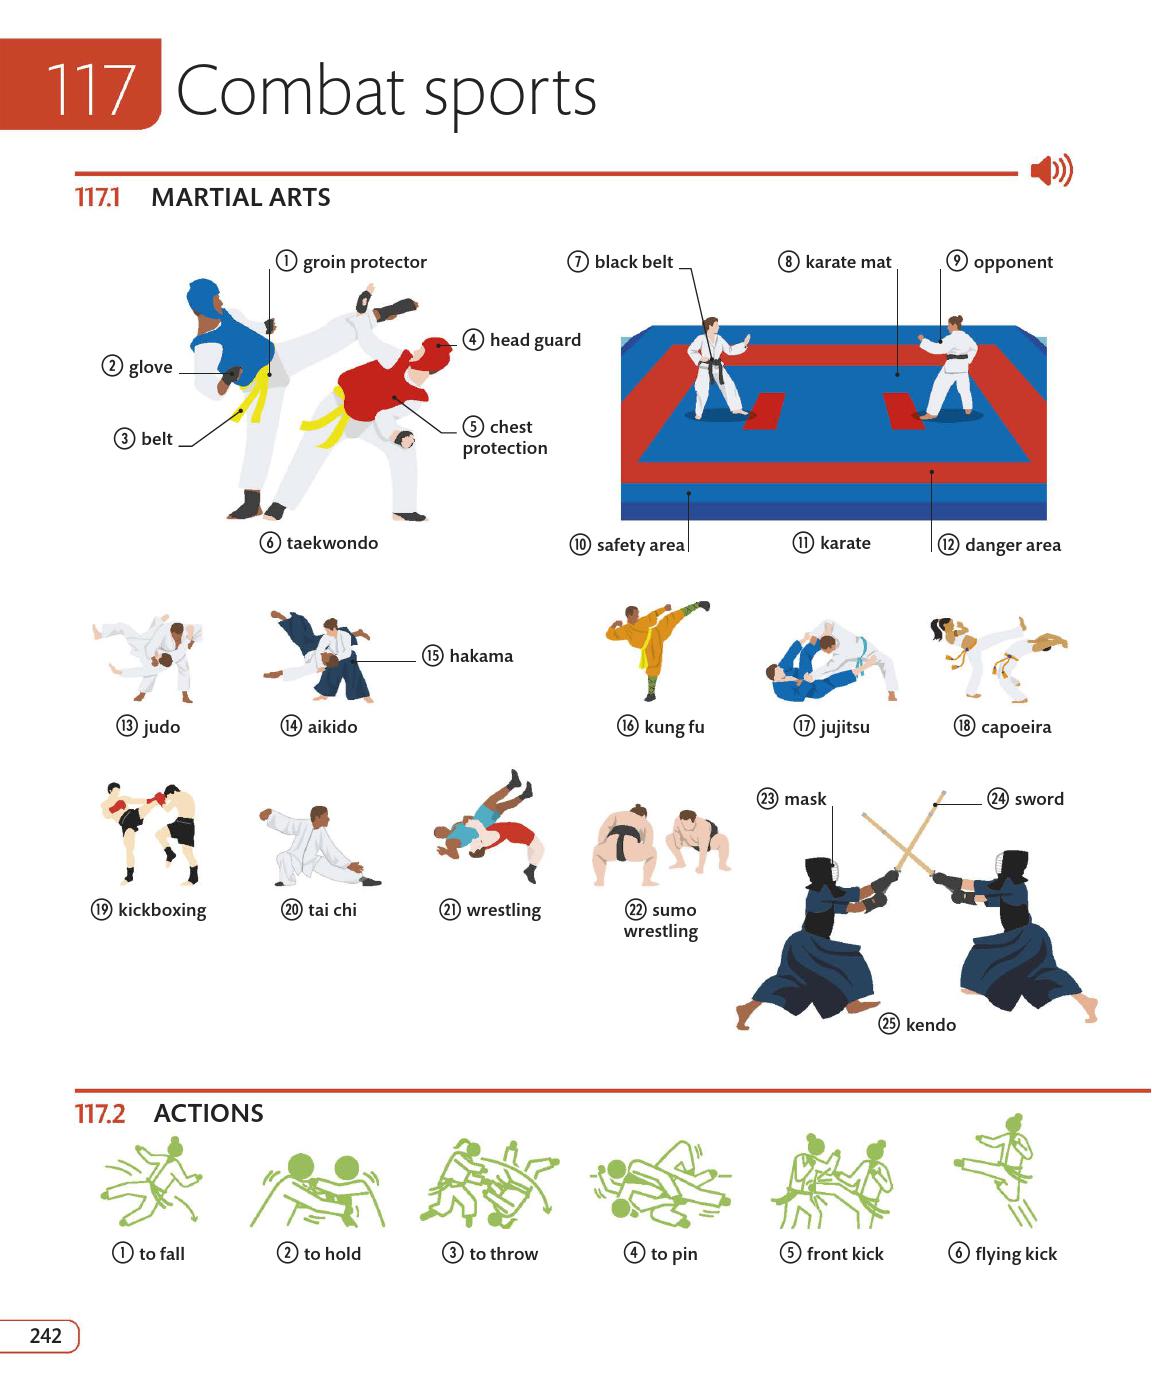 117 Combat sports
117.1 MARTIAL ARTS
① groin protector
② glove
③ belt
④ head guard
⑤ chest
protection
⑥ taekwondo
⑦ black belt
⑧ karate mat
⑨ opponent
⑩ safety area
⑪ karate
⑫ danger area
⑬ judo
⑭ aikido
⑮ hakama
⑯ kung fu
⑰ jujitsu
⑱ capoeira
⑲ kickboxing
⑳ tai chi
㉑ wrestling
㉒ sumo
wrestling
㉓ mask
㉔ sword
㉕ kendo
117.2 ACTIONS
① to fall
② to hold
③ to throw
④ to pin
⑤ front kick
⑥ flying kick
242